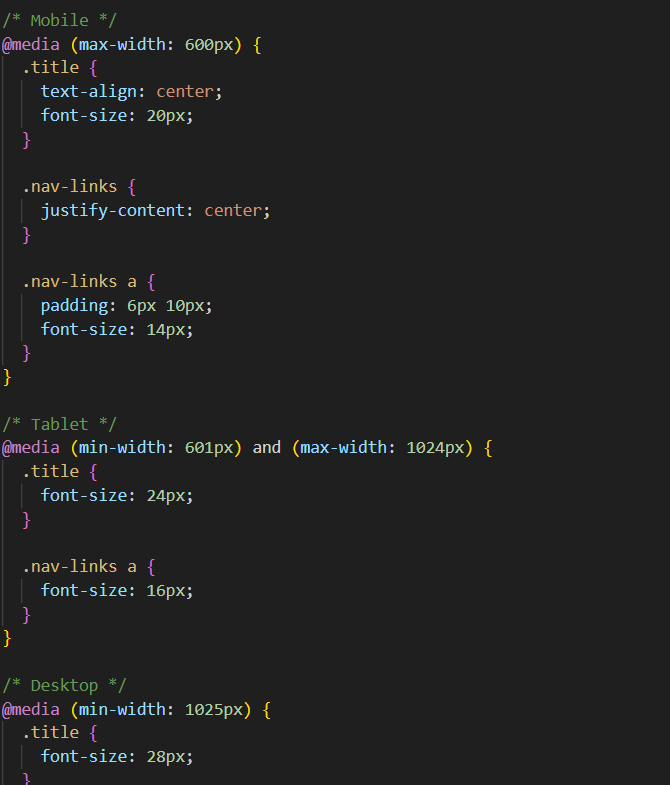 /* Mobile */
@media (max-width: 600px) {
  .title {
    text-align: center;
    font-size: 20px;
  }

  .nav-links {
    justify-content: center;
  }

  .nav-links a {
    padding: 6px 10px;
    font-size: 14px;
  }
}

/* Tablet */
@media (min-width: 601px) and (max-width: 1024px) {
  .title {
    font-size: 24px;
  }

  .nav-links a {
    font-size: 16px;
  }
}

/* Desktop */
@media (min-width: 1025px) {
  .title {
    font-size: 28px;
  }